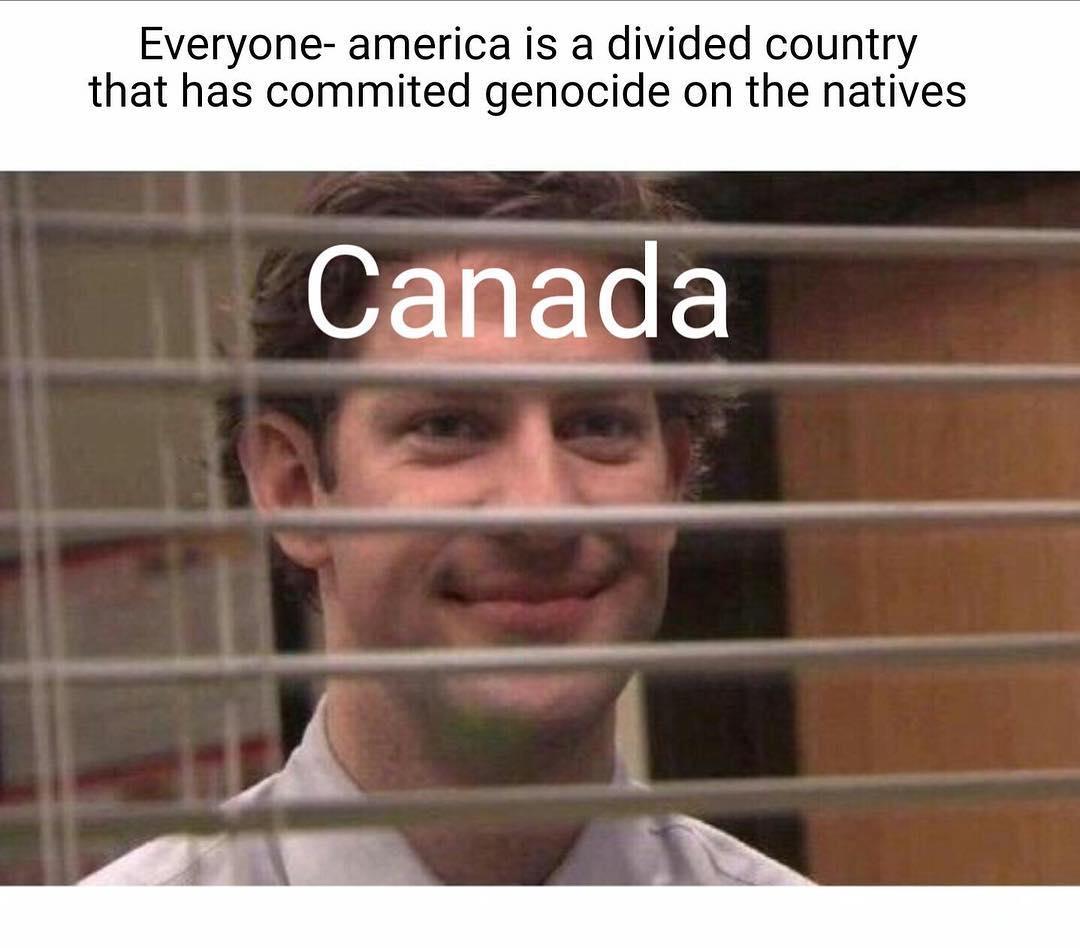 Everyone- america is a divided country
that has commited genocide on the natives
Canada